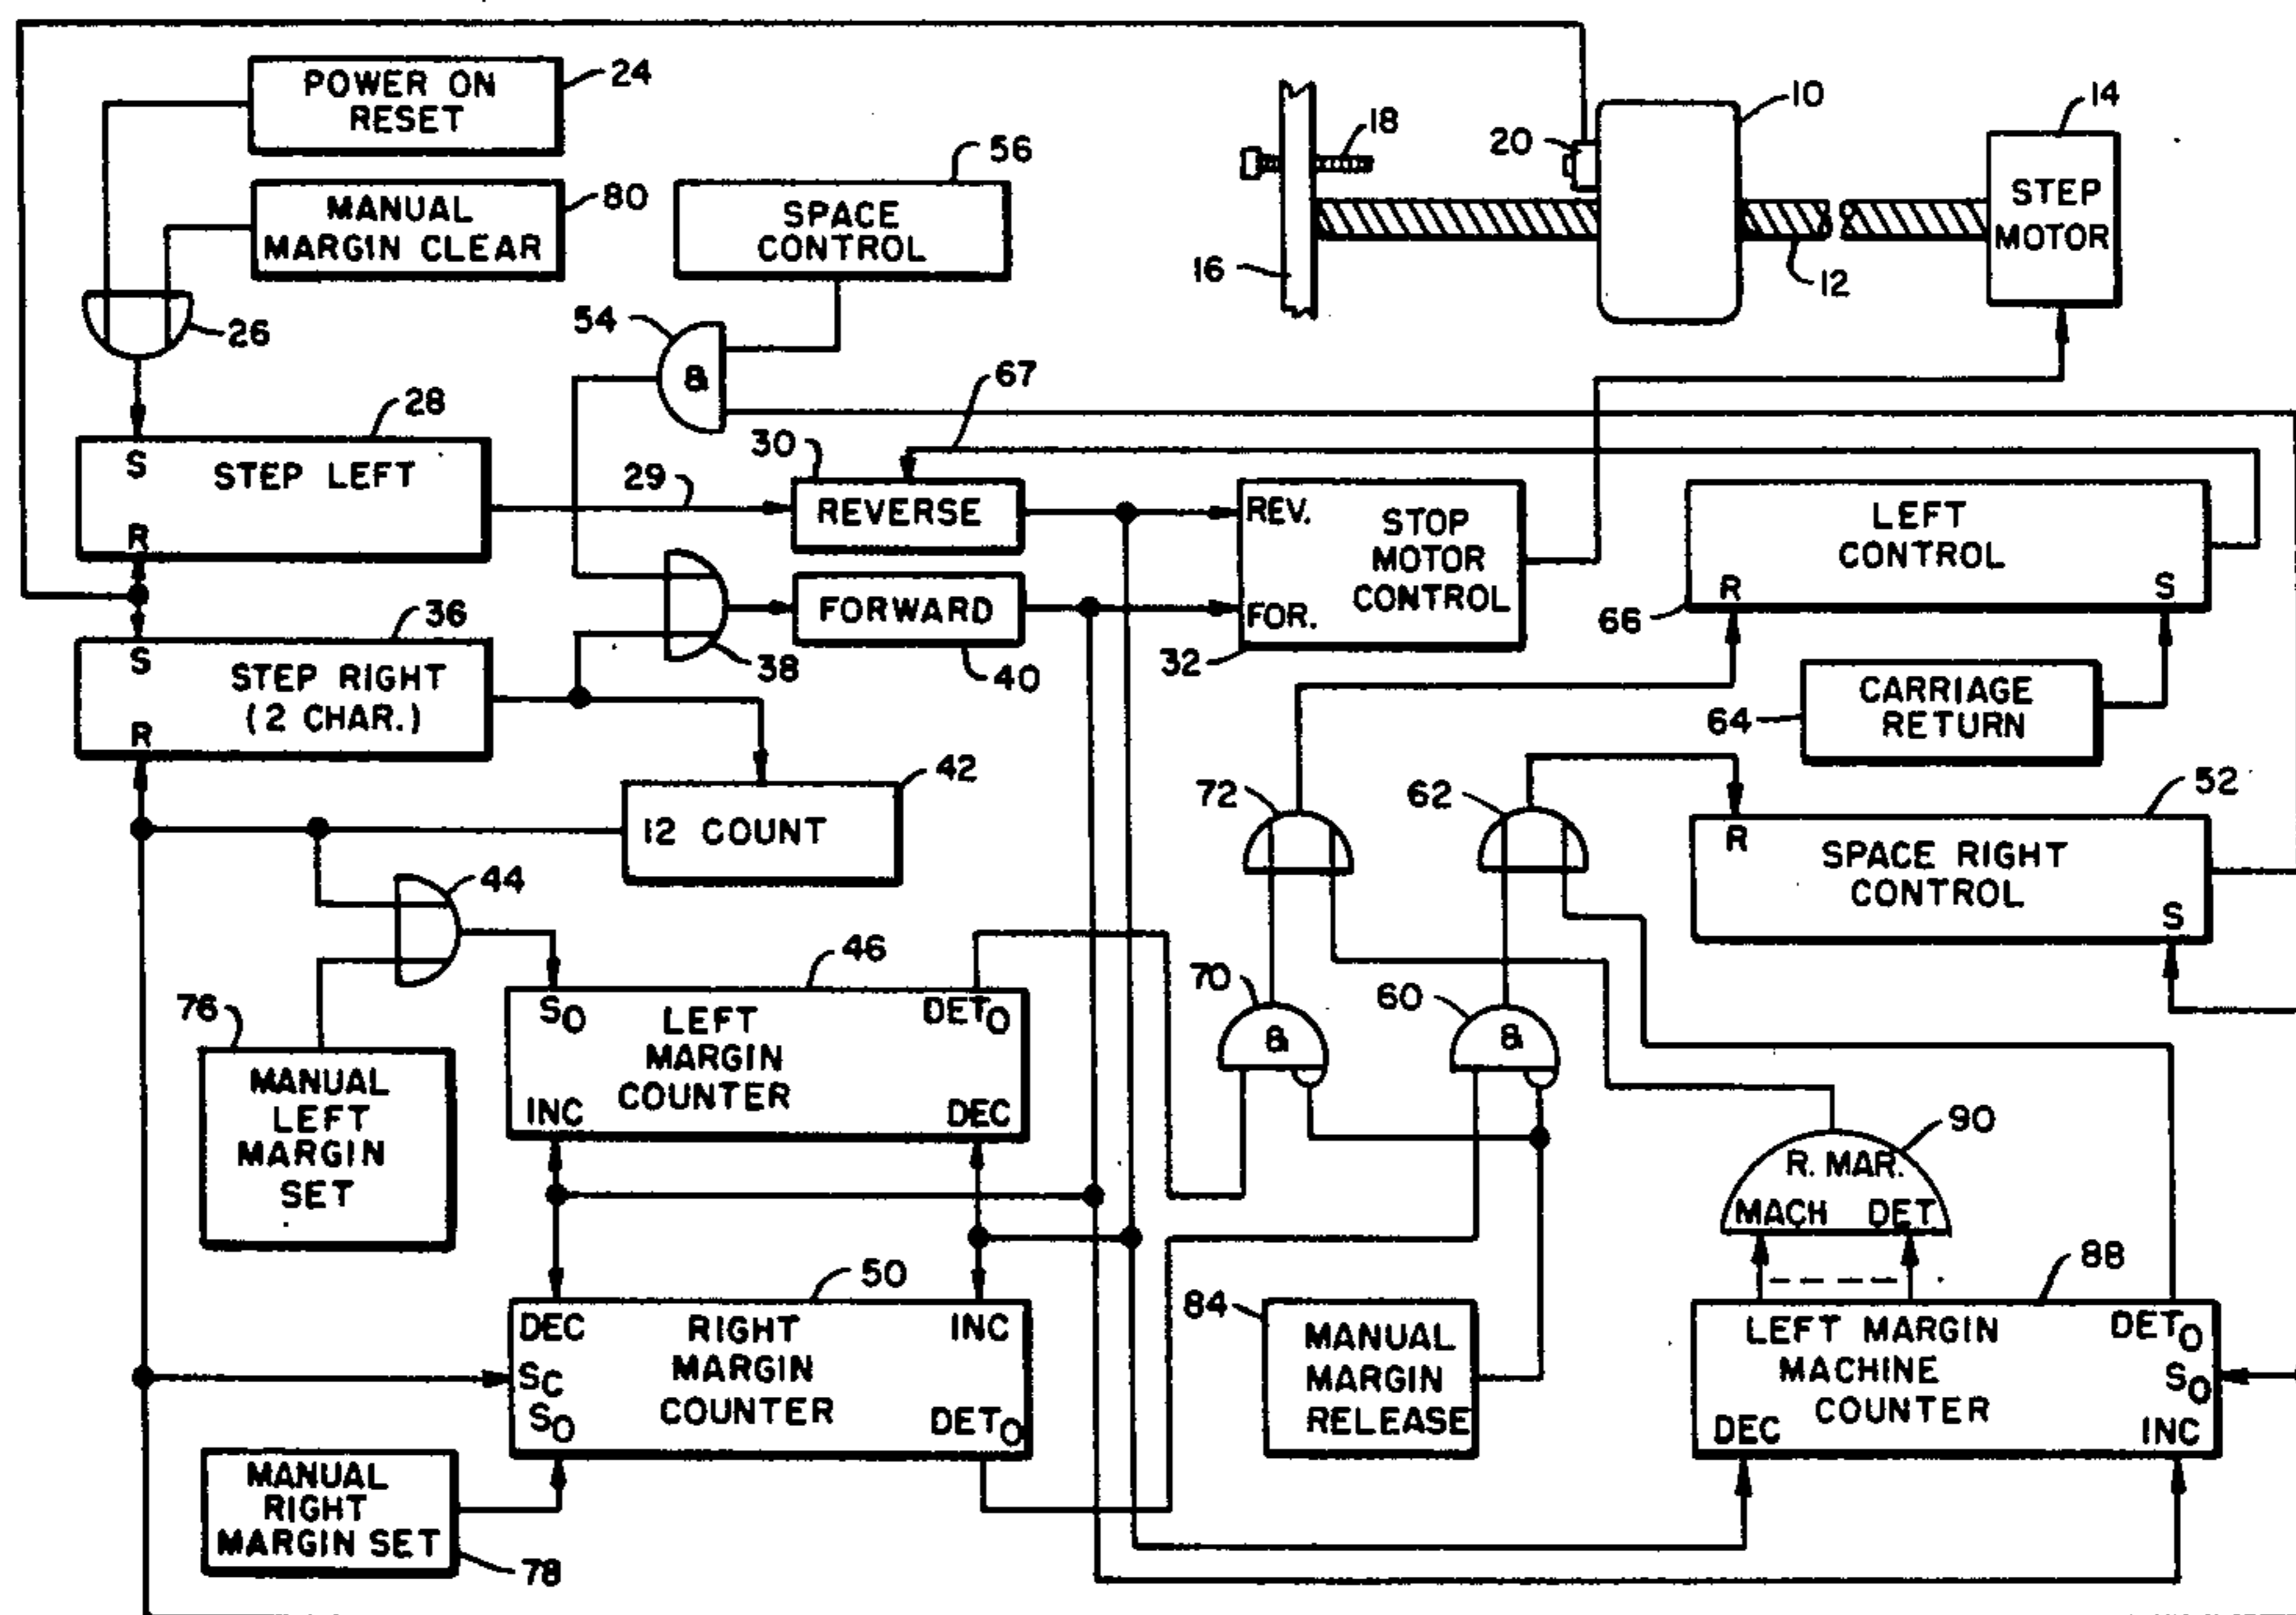 POWER ON
RESET
24
MANUAL
MARGIN CLEAR
80
26
SPACE
CONTROL
56
54
&
18
16
20
10
12
14
STEP
MOTOR
67
28
S
STEP LEFT
R
29
30
REVERSE
REV.
STOP
MOTOR
CONTROL
FOR.
32
LEFT
CONTROL
R
S
66
36
S
STEP RIGHT
(2 CHAR.)
R
38
FORWARD
40
64
CARRIAGE
RETURN
42
12 COUNT
72
62
52
R
SPACE RIGHT
CONTROL
S
44
76
MANUAL
LEFT
MARGIN
SET
46
SO
DETO
LEFT
MARGIN
COUNTER
INC
DEC
70
&
60
&
90
R. MAR.
MACH
DET
50
DEC
INC
RIGHT
MARGIN
COUNTER
SC
SO
DETO
84
MANUAL
MARGIN
RELEASE
88
LEFT MARGIN
MACHINE
COUNTER
DETO
SO
DEC
INC
MANUAL
RIGHT
MARGIN SET
78